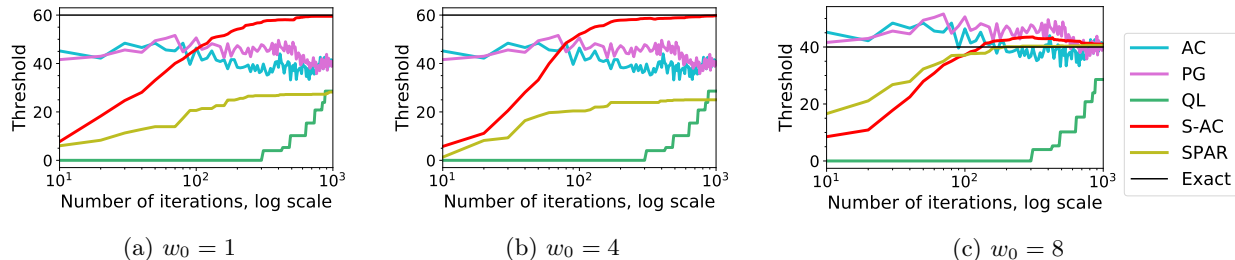 60
40
20
0
Threshold
10^1
10^2
10^3
Number of iterations, log scale
(a) w_0 = 1
60
40
20
0
Threshold
10^1
10^2
10^3
Number of iterations, log scale
(b) w_0 = 4
40
20
0
Threshold
10^1
10^2
10^3
Number of iterations, log scale
(c) w_0 = 8
AC
PG
QL
S-AC
SPAR
Exact